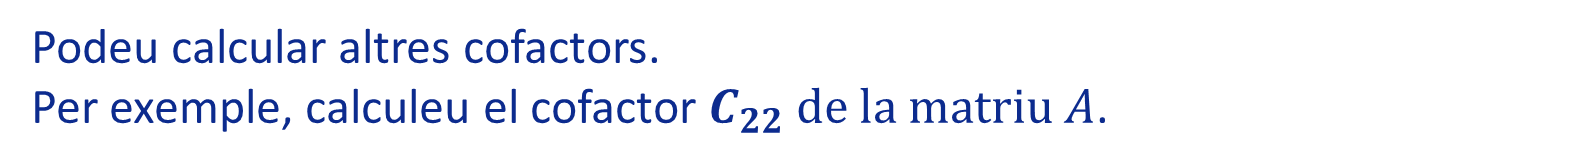 Podeu calcular altres cofactors.
Per exemple, calculeu el cofactor C₂₂ de la matriu A.